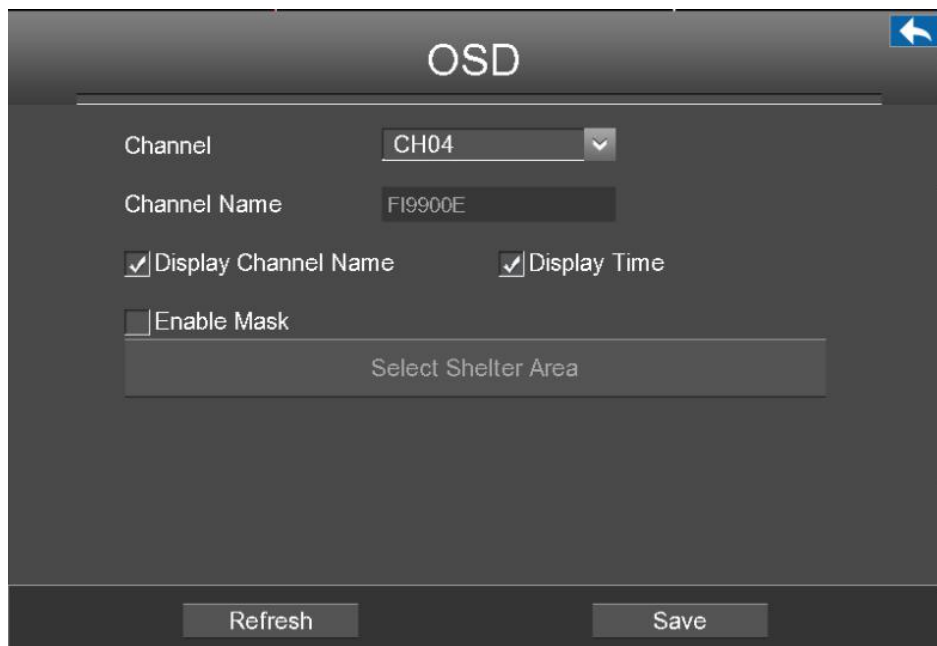 OSD
Channel CH04
Channel Name FI9900E
Display Channel Name Display Time
Enable Mask
Select Shelter Area
Refresh Save